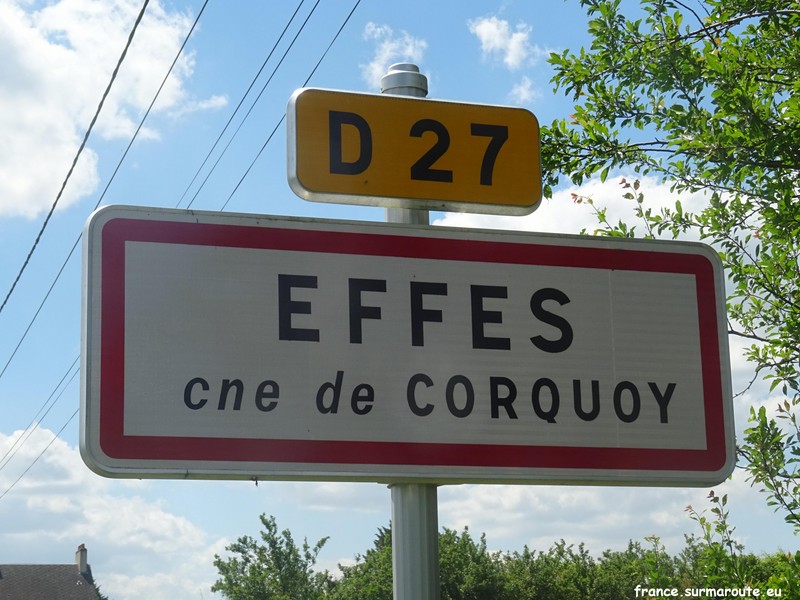 D 27
EFFES
cne de CORQUOY
france.surmaroute.eu